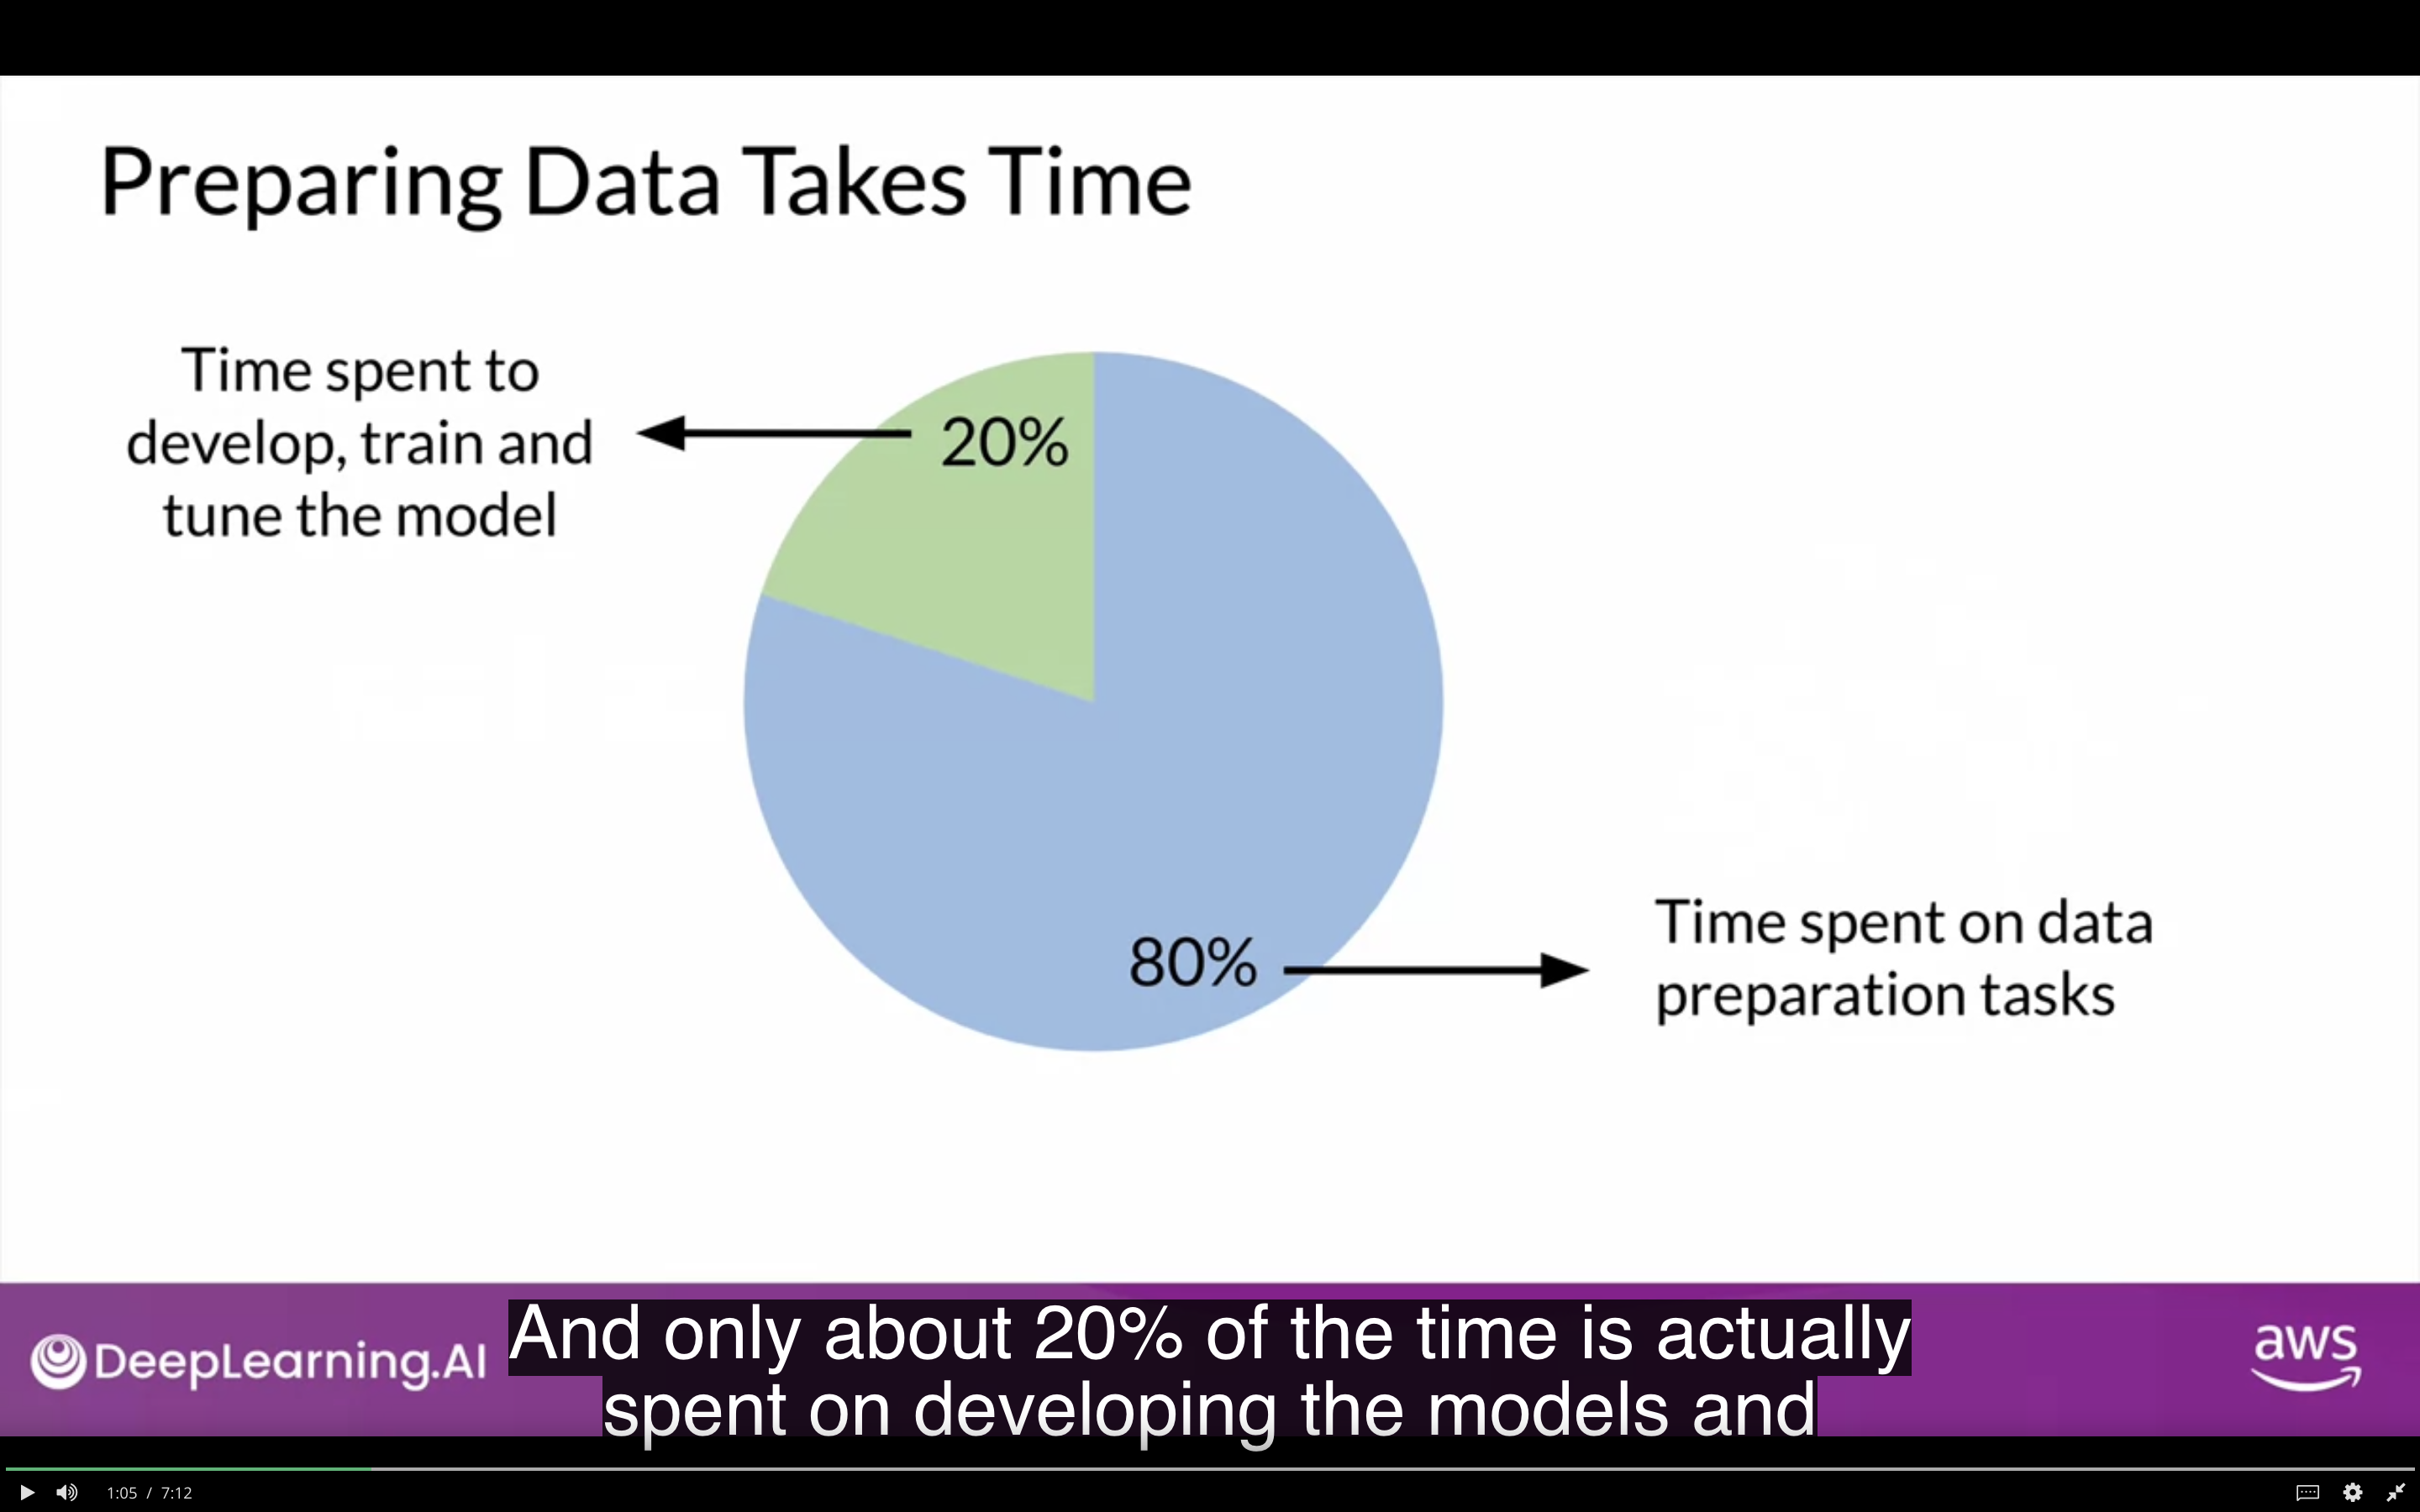 Preparing Data Takes Time
Time spent to
develop, train and
tune the model
20%
80%
Time spent on data
preparation tasks
DeepLearning.AI
And only about 20% of the time is actually
spent on developing the models and
aws
1:05 / 7:12